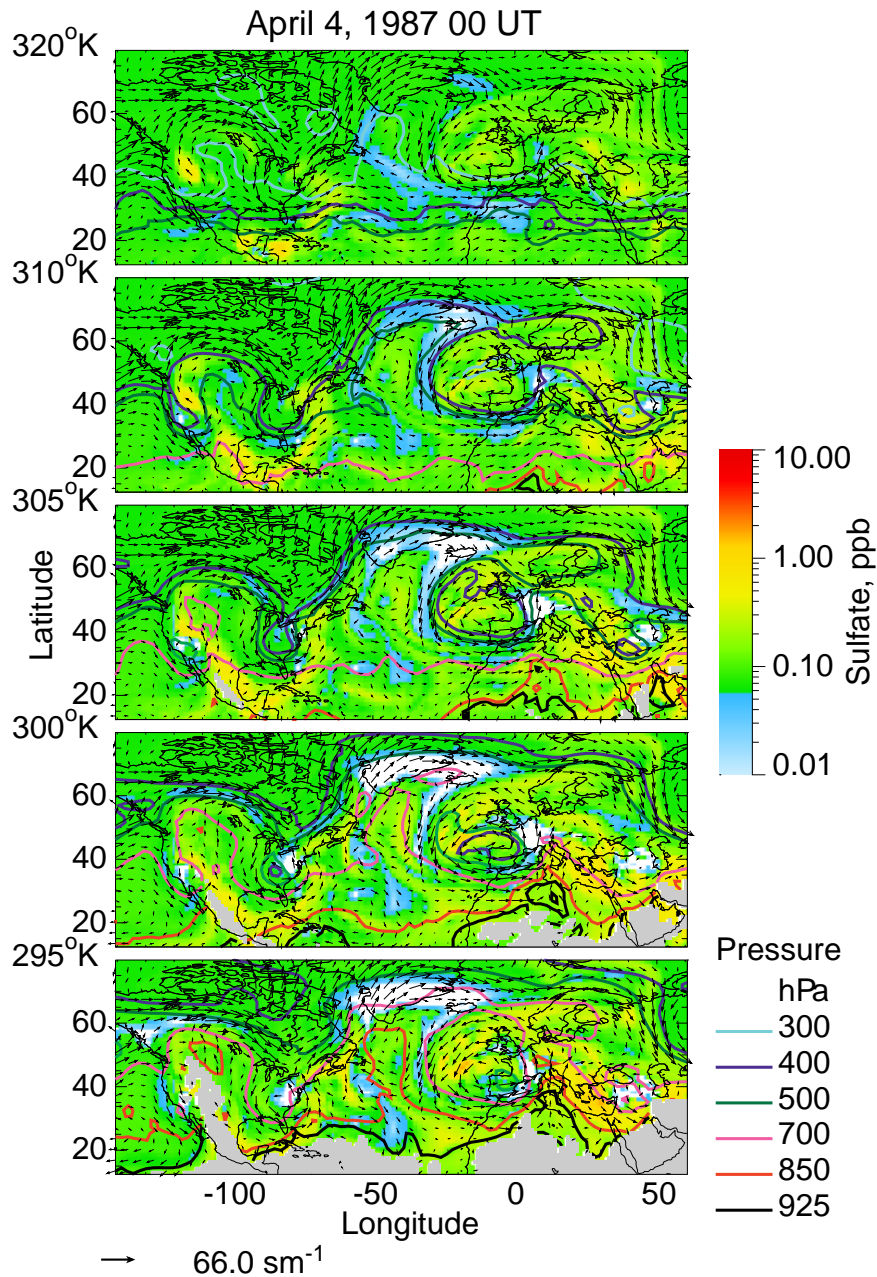 April 4, 1987 00 UT
320°K
60
40
20
310°K
60
40
20
305°K
60
40
20
300°K
60
40
20
295°K
60
40
20
Latitude
-100 -50 0 50
Longitude
66.0 sm⁻¹
10.00
1.00
0.10
0.01
Sulfate, ppb
Pressure
hPa
300
400
500
700
850
925